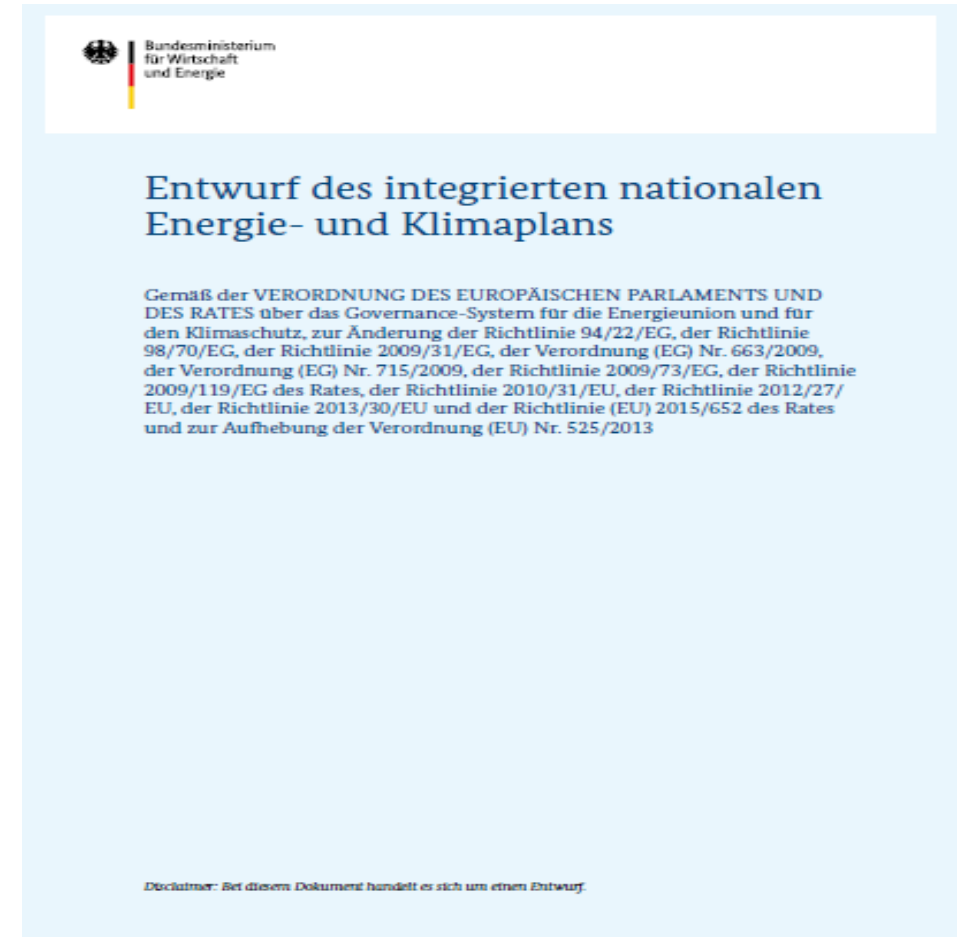 Bundesministerium
für Wirtschaft
und Energie
Entwurf des integrierten nationalen
Energie- und Klimaplans
Gemäß der VERORDNUNG DES EUROPÄISCHEN PARLAMENTS UND
DES RATES über das Governance-System für die Energieunion und für
den Klimaschutz, zur Änderung der Richtlinie 94/22/EG, der Richtlinie
98/70/EG, der Richtlinie 2009/31/EG, der Verordnung (EG) Nr. 663/2009,
der Verordnung (EG) Nr. 715/2009, der Richtlinie 2009/73/EG, der Richtlinie
2009/119/EG des Rates, der Richtlinie 2010/31/EU, der Richtlinie 2012/27/
EU, der Richtlinie 2013/30/EU und der Richtlinie (EU) 2015/652 des Rates
und zur Aufhebung der Verordnung (EU) Nr. 525/2013
Disclaimer: Bei diesem Dokument handelt es sich um einen Entwurf.